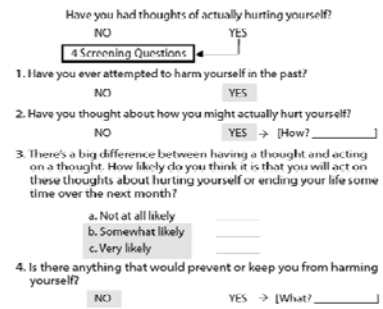 Have you had thoughts of actually hurting yourself?
NO YES
4 Screening Questions
1. Have you ever attempted to harm yourself in the past?
NO YES
2. Have you thought about how you might actually hurt yourself?
NO YES → [How? ________]
3. There's a big difference between having a thought and acting
on a thought. How likely do you think it is that you will act on
these thoughts about hurting yourself or ending your life some
time over the next month?
a. Not at all likely ______
b. Somewhat likely ______
c. Very likely ______
4. Is there anything that would prevent or keep you from harming
yourself?
NO YES → [What? ________]